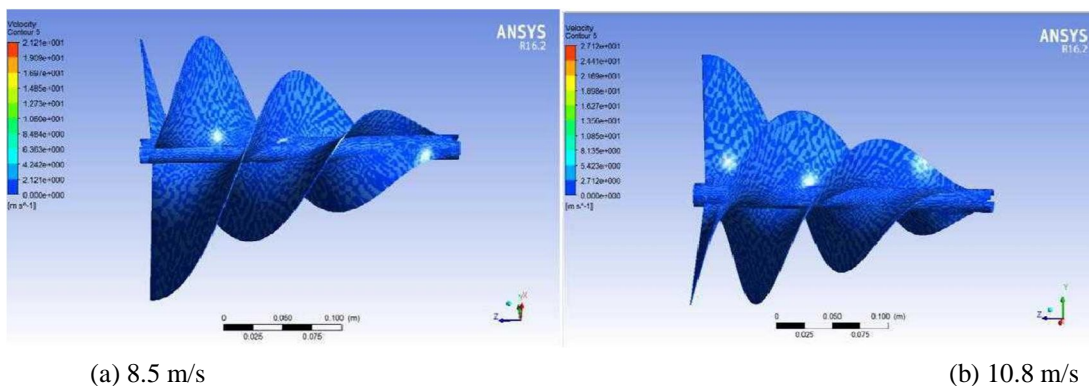 Velocity
Contour 5
2.121e+001
1.909e+001
1.697e+001
1.485e+001
1.273e+001
1.060e+001
8.484e+000
6.363e+000
4.242e+000
2.121e+000
0.000e+000
[m s^-1]
ANSYS
R16.2
0 0.050 0.100 (m)
0.025 0.075
Z
Velocity
Contour 5
2.712e+001
2.441e+001
2.169e+001
1.898e+001
1.627e+001
1.356e+001
1.085e+001
8.135e+000
5.423e+000
2.712e+000
0.000e+000
[m s^-1]
ANSYS
R16.2
0 0.050 0.100 (m)
0.025 0.075
Y
Z
(a) 8.5 m/s
(b) 10.8 m/s